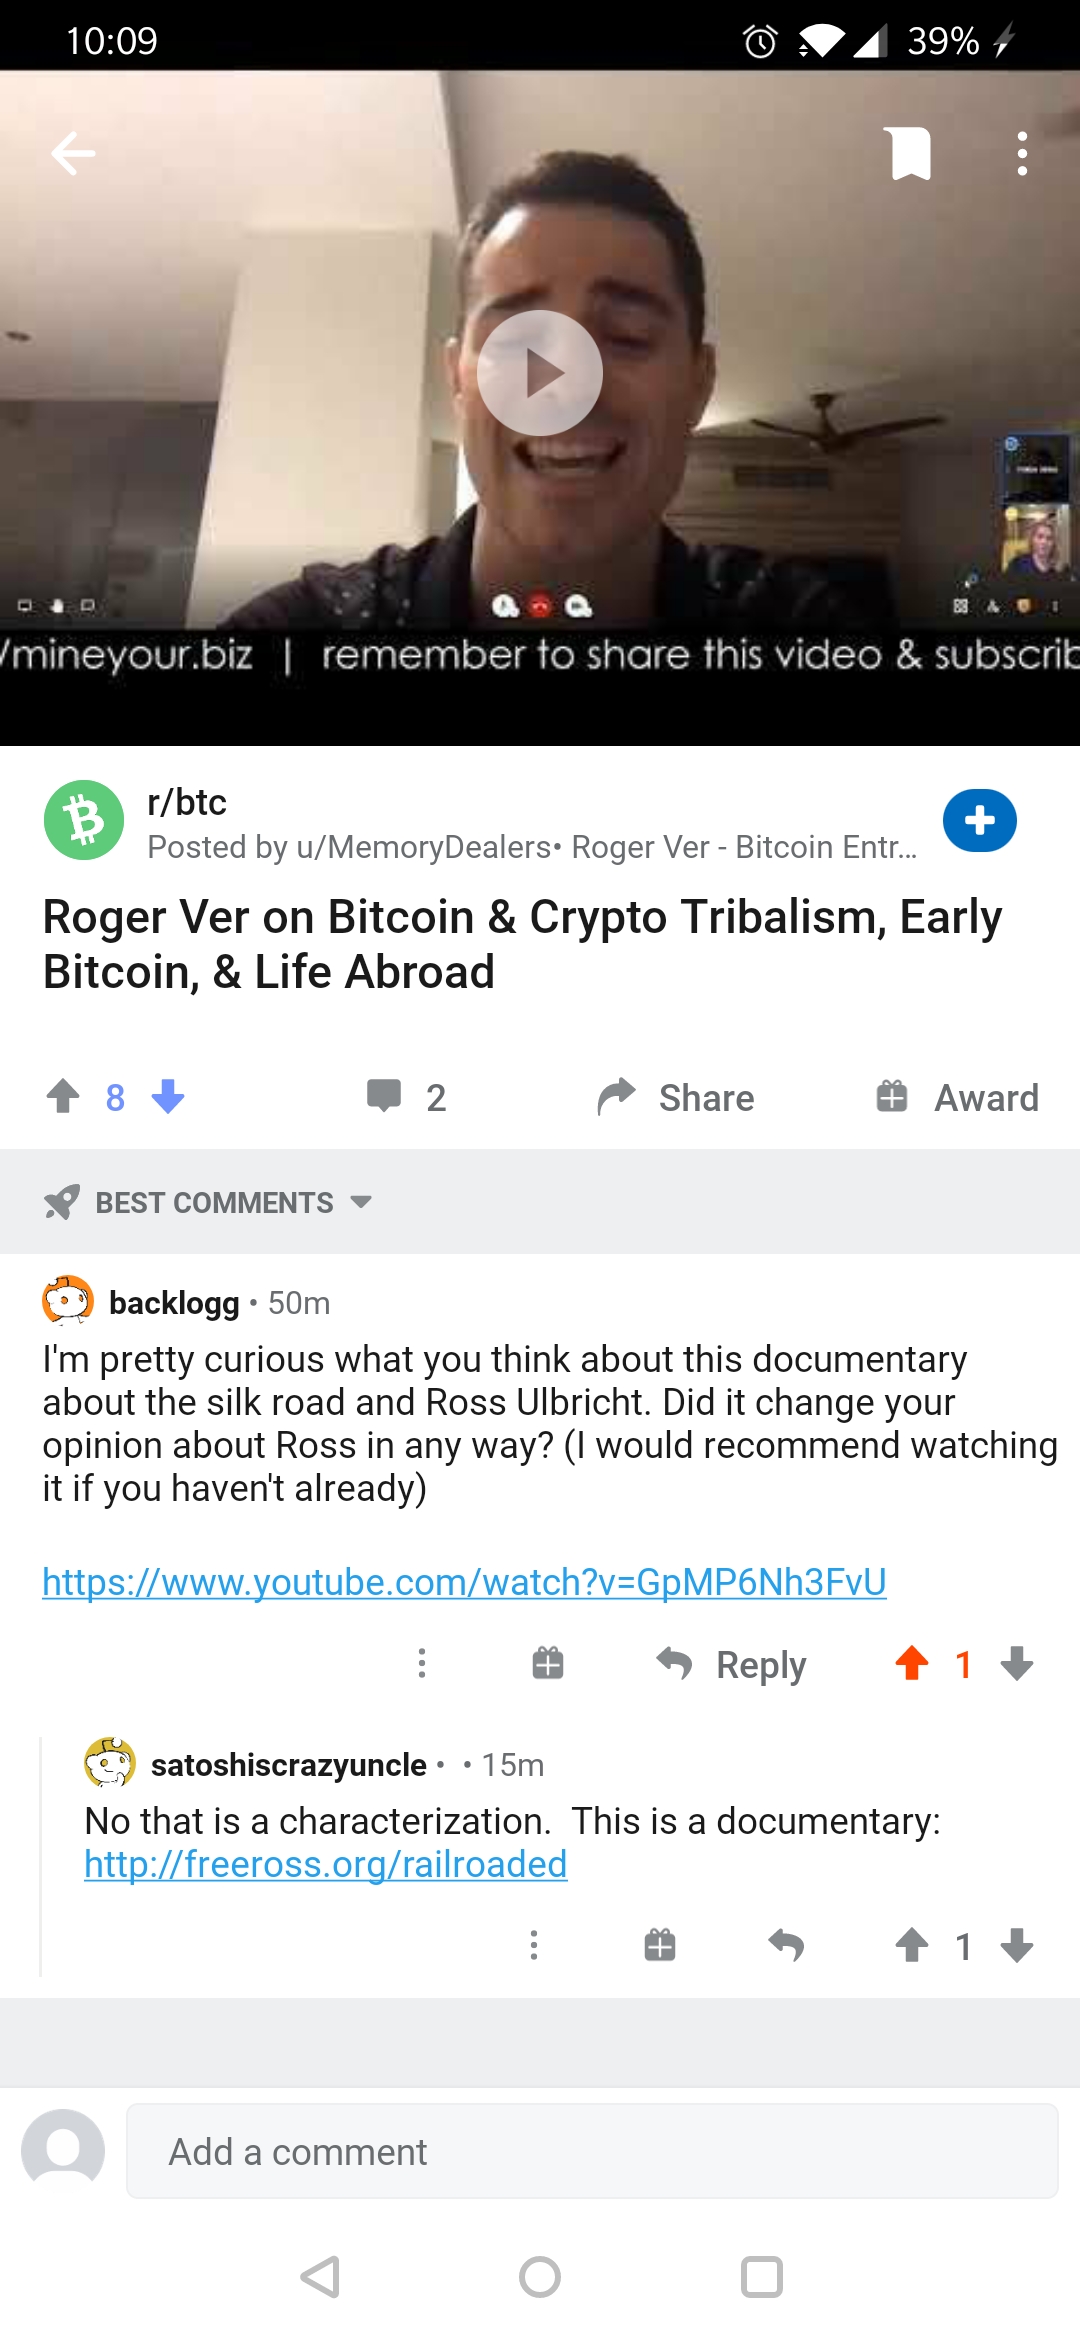 10:09
39%
/mineyour.biz | remember to share this video & subscrib
r/btc
Posted by u/MemoryDealers• Roger Ver - Bitcoin Entr...
Roger Ver on Bitcoin & Crypto Tribalism, Early
Bitcoin, & Life Abroad
8 2 Share Award
BEST COMMENTS
backlogg • 50m
I'm pretty curious what you think about this documentary
about the silk road and Ross Ulbricht. Did it change your
opinion about Ross in any way? (I would recommend watching
it if you haven't already)
https://www.youtube.com/watch?v=GpMP6Nh3FvU
Reply 1
satoshiscrazyuncle • • 15m
No that is a characterization.  This is a documentary:
http://freeross.org/railroaded
1
Add a comment